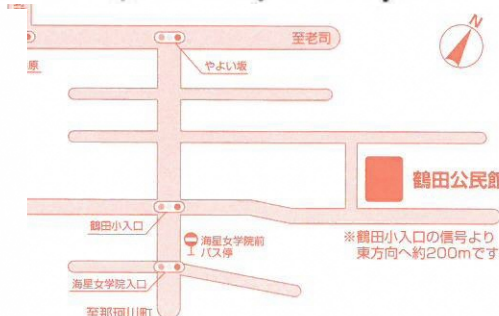 至老司
N
原
やよい坂
鶴田公民館
鶴田小入口
海星女学院前
バス停
※鶴田小入口の信号より
東方向へ約200mです
海星女学院入口
至那珂川町